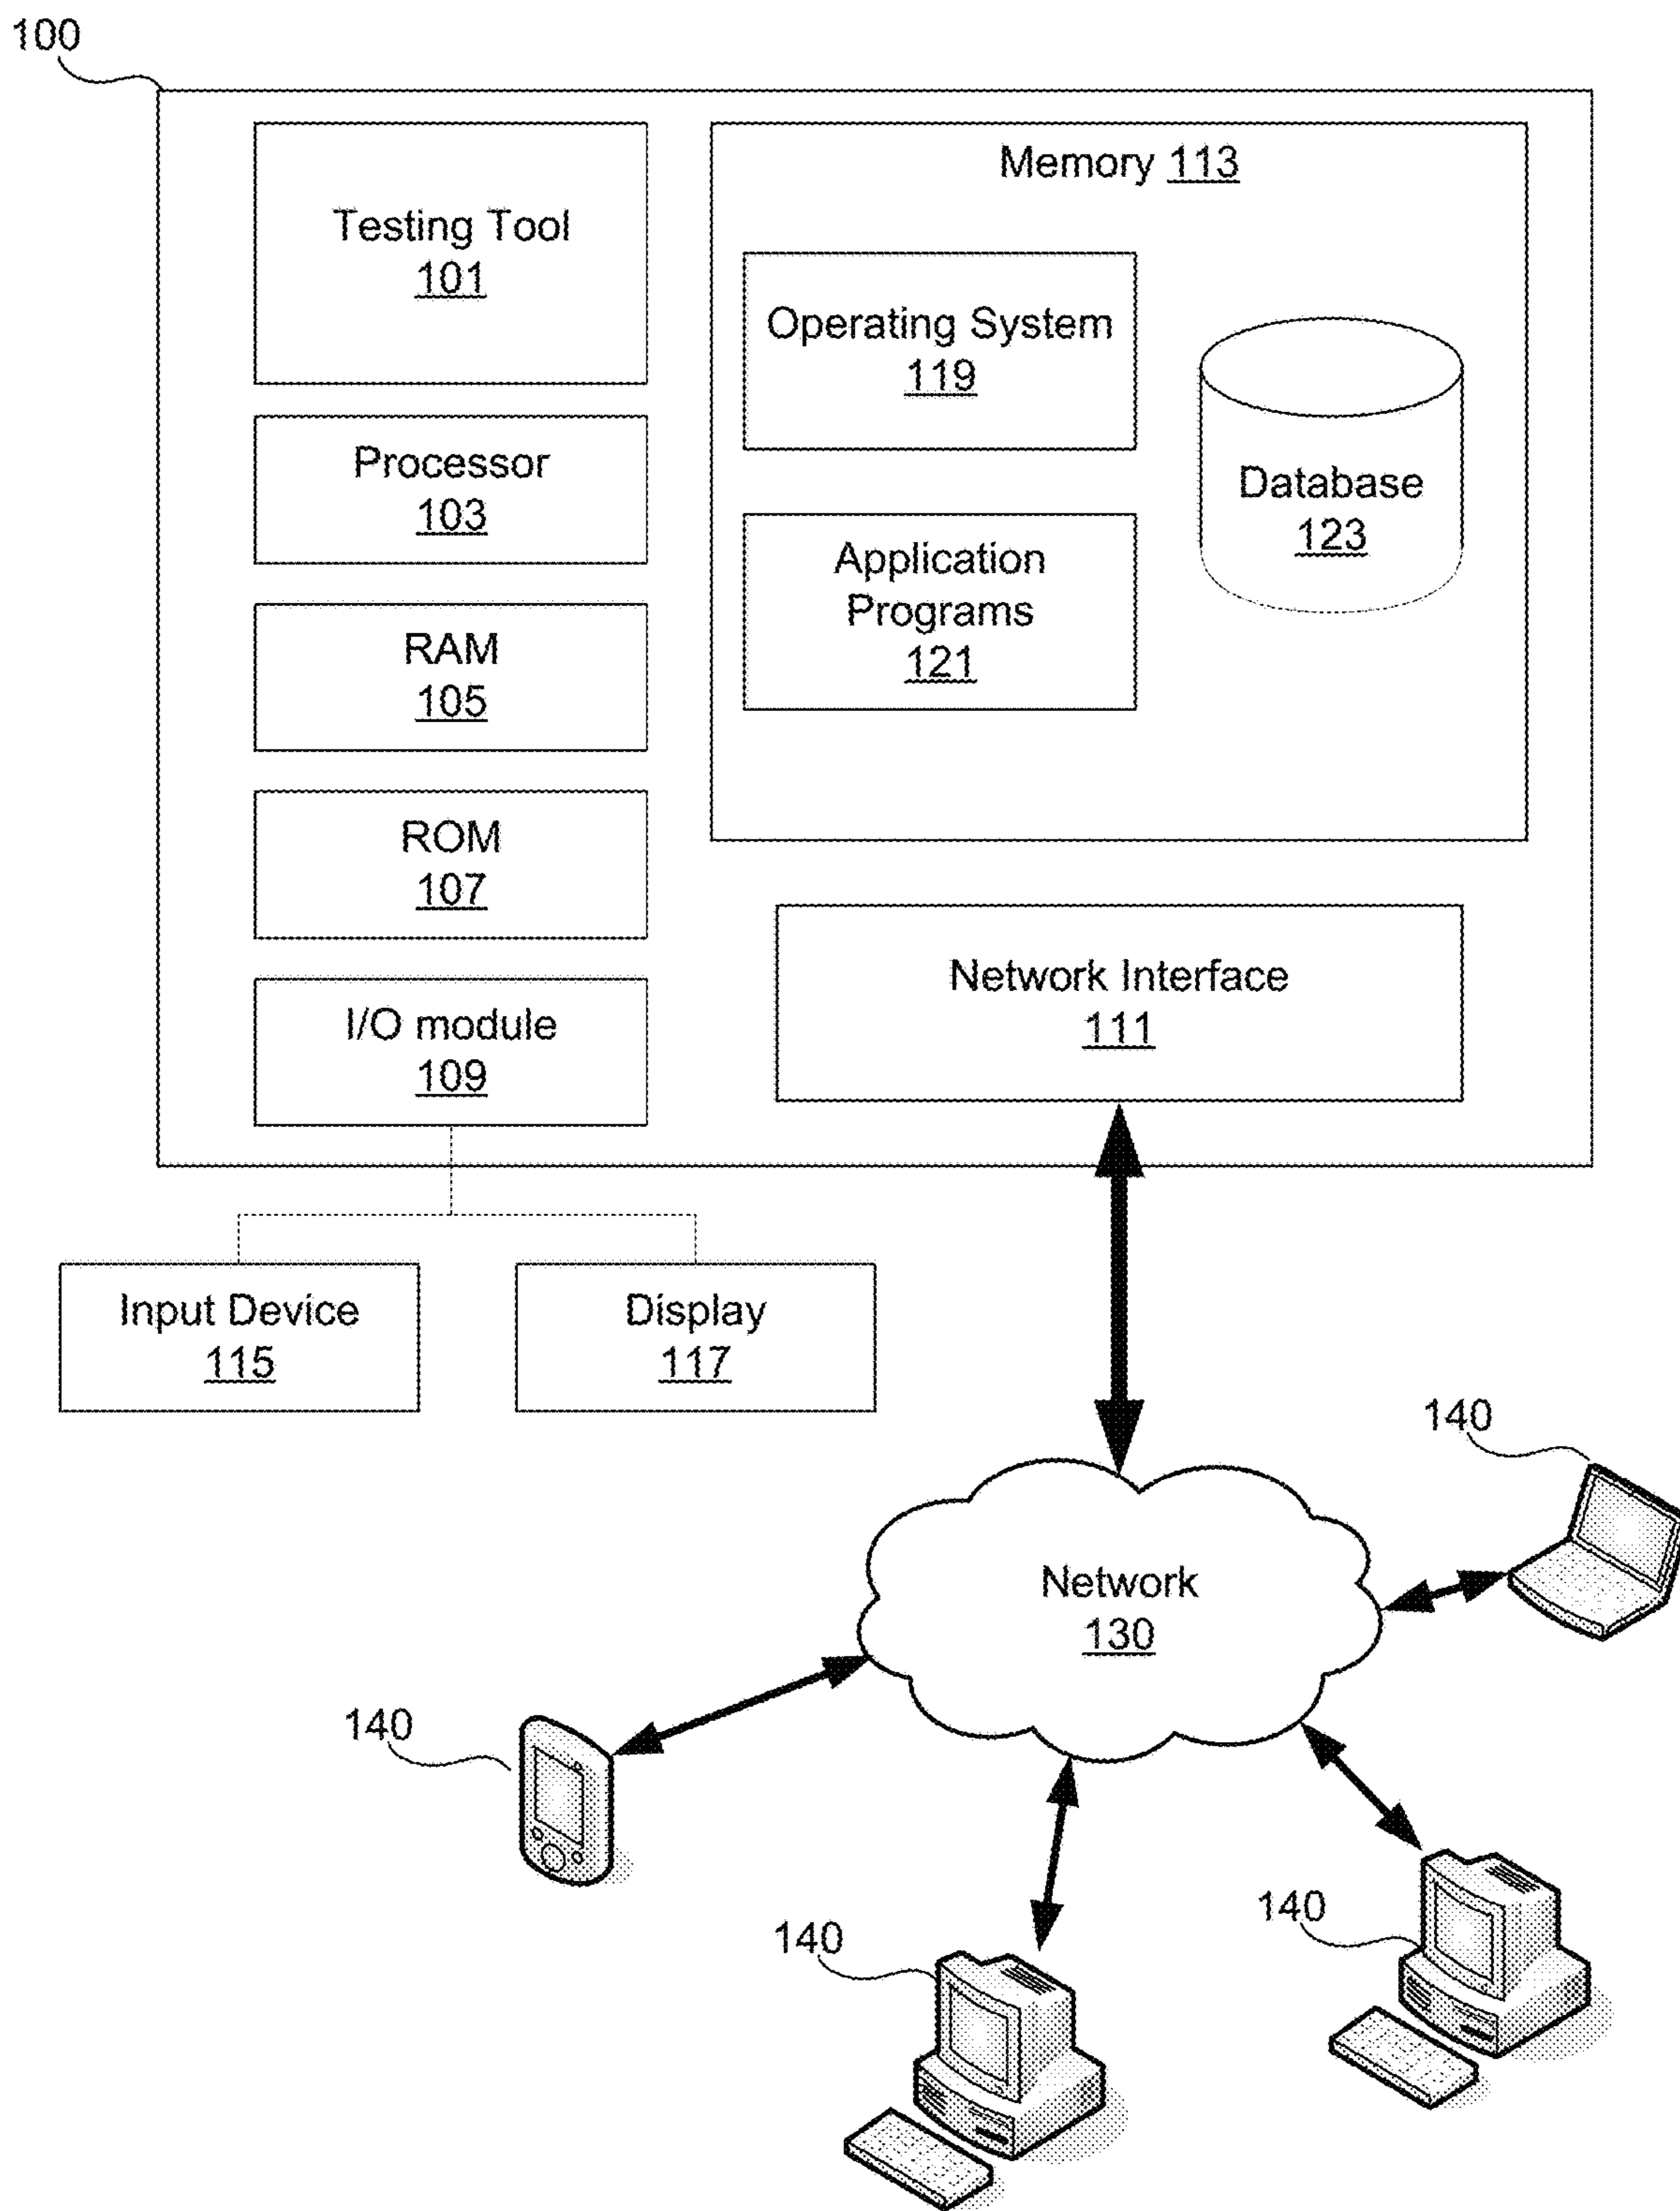 100
Testing Tool
101
Processor
103
RAM
105
ROM
107
I/O module
109
Memory 113
Operating System
119
Application
Programs
121
Database
123
Network Interface
111
Input Device
115
Display
117
Network
130
140
140
140
140